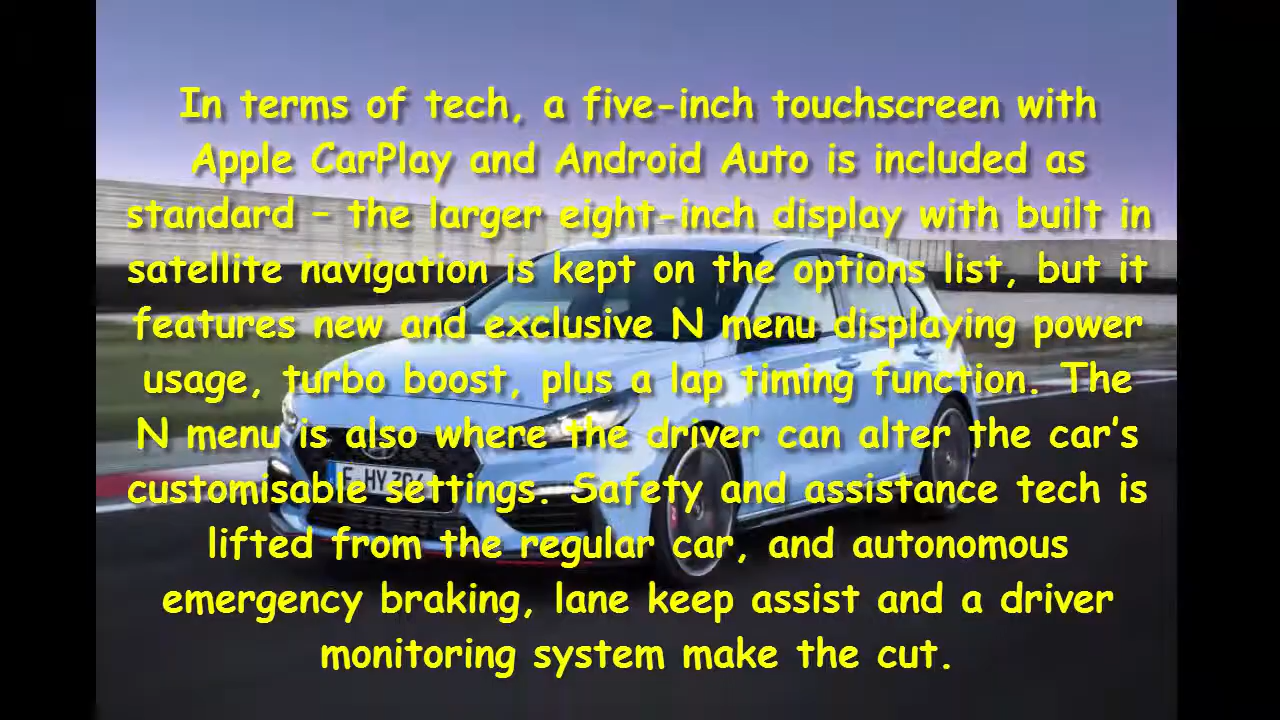 In terms of tech, a five-inch touchscreen with
Apple CarPlay and Android Auto is included as
standard – the larger eight-inch display with built in
satellite navigation is kept on the options list, but it
features new and exclusive N menu displaying power
usage, turbo boost, plus a lap timing function. The
N menu is also where the driver can alter the car's
customisable settings. Safety and assistance tech is
lifted from the regular car, and autonomous
emergency braking, lane keep assist and a driver
monitoring system make the cut.